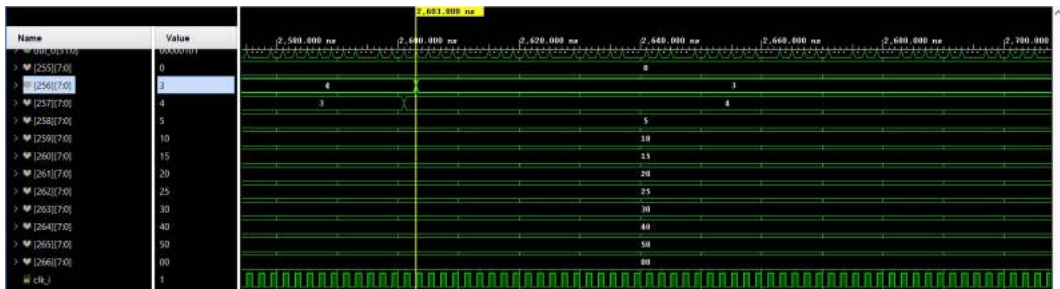 2,603.000 ns
Name Value 2,580.000 ns 2,600.000 ns 2,620.000 ns 2,640.000 ns 2,660.000 ns 2,680.000 ns 2,700.000
00000101
[255][7:0] 0 0
[256][7:0] 3 4 3
[257][7:0] 4 3 4
[258][7:0] 5 5
[259][7:0] 10 10
[260][7:0] 15 15
[261][7:0] 20 20
[262][7:0] 25 25
[263][7:0] 30 30
[264][7:0] 40 40
[265][7:0] 50 50
[266][7:0] 00 00
clk_i 1